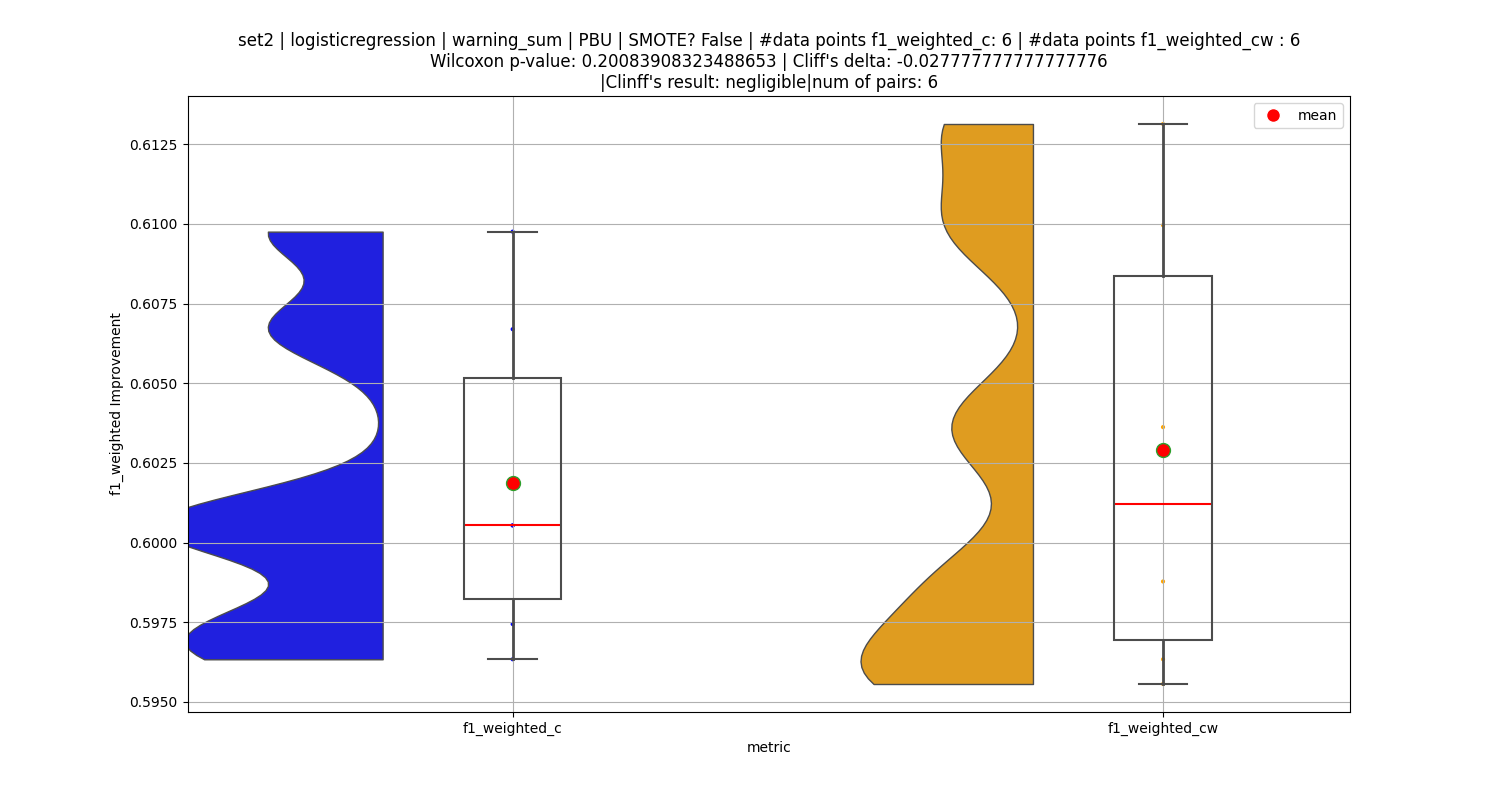 set2 | logisticregression | warning_sum | PBU | SMOTE? False | #data points f1_weighted_c: 6 | #data points f1_weighted_cw : 6
Wilcoxon p-value: 0.20083908323488653 | Cliff's delta: -0.027777777777777776
|Clinff's result: negligible|num of pairs: 6
mean
0.6125
0.6100
0.6075
0.6050
0.6025
0.6000
0.5975
0.5950
f1_weighted Improvement
f1_weighted_c
f1_weighted_cw
metric